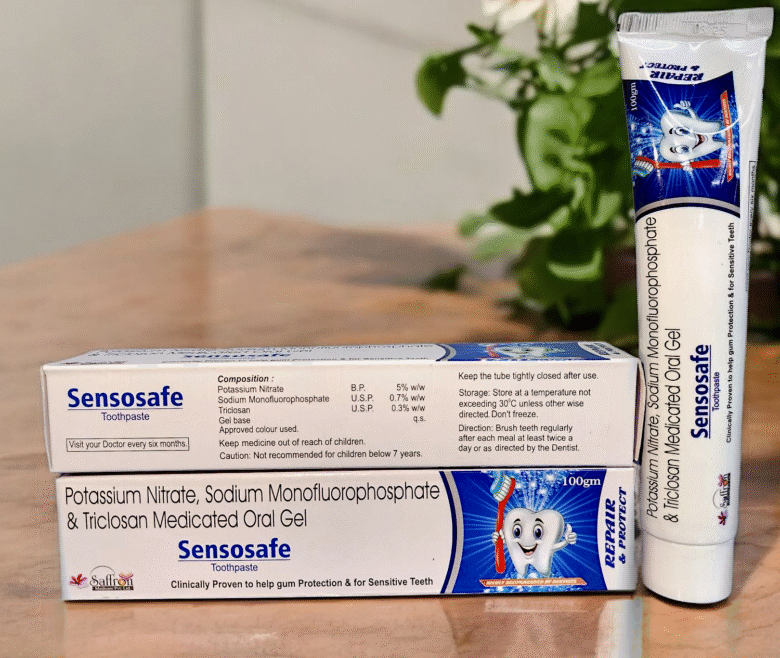 Sensosafe
Toothpaste
Visit your Doctor every six months.
Composition :
Potassium Nitrate B.P. 5% w/w
Sodium Monofluorophosphate U.S.P. 0.7% w/w
Triclosan U.S.P. 0.3% w/w
Gel base q.s.
Approved colour used.
Keep medicine out of reach of children.
Caution: Not recommended for children below 7 years.
Keep the tube tightly closed after use.
Storage: Store at a temperature not
exceeding 30°C unless other wise
directed. Don't freeze.
Direction: Brush teeth regularly
after each meal at least twice a
day or as directed by the Dentist.
Potassium Nitrate, Sodium Monofluorophosphate
& Triclosan Medicated Oral Gel
Sensosafe
Toothpaste
Clinically Proven to help gum Protection & for Sensitive Teeth
Saffron
100gm
REPAIR
& PROTECT
HIGHLY RECOMMENDED BY DENTISTS
REPAIR
& PROTECT
100gm
Potassium Nitrate, Sodium Monofluorophosphate
& Triclosan Medicated Oral Gel
Sensosafe
Toothpaste
Clinically Proven to help gum Protection & for Sensitive Teeth
Saffron